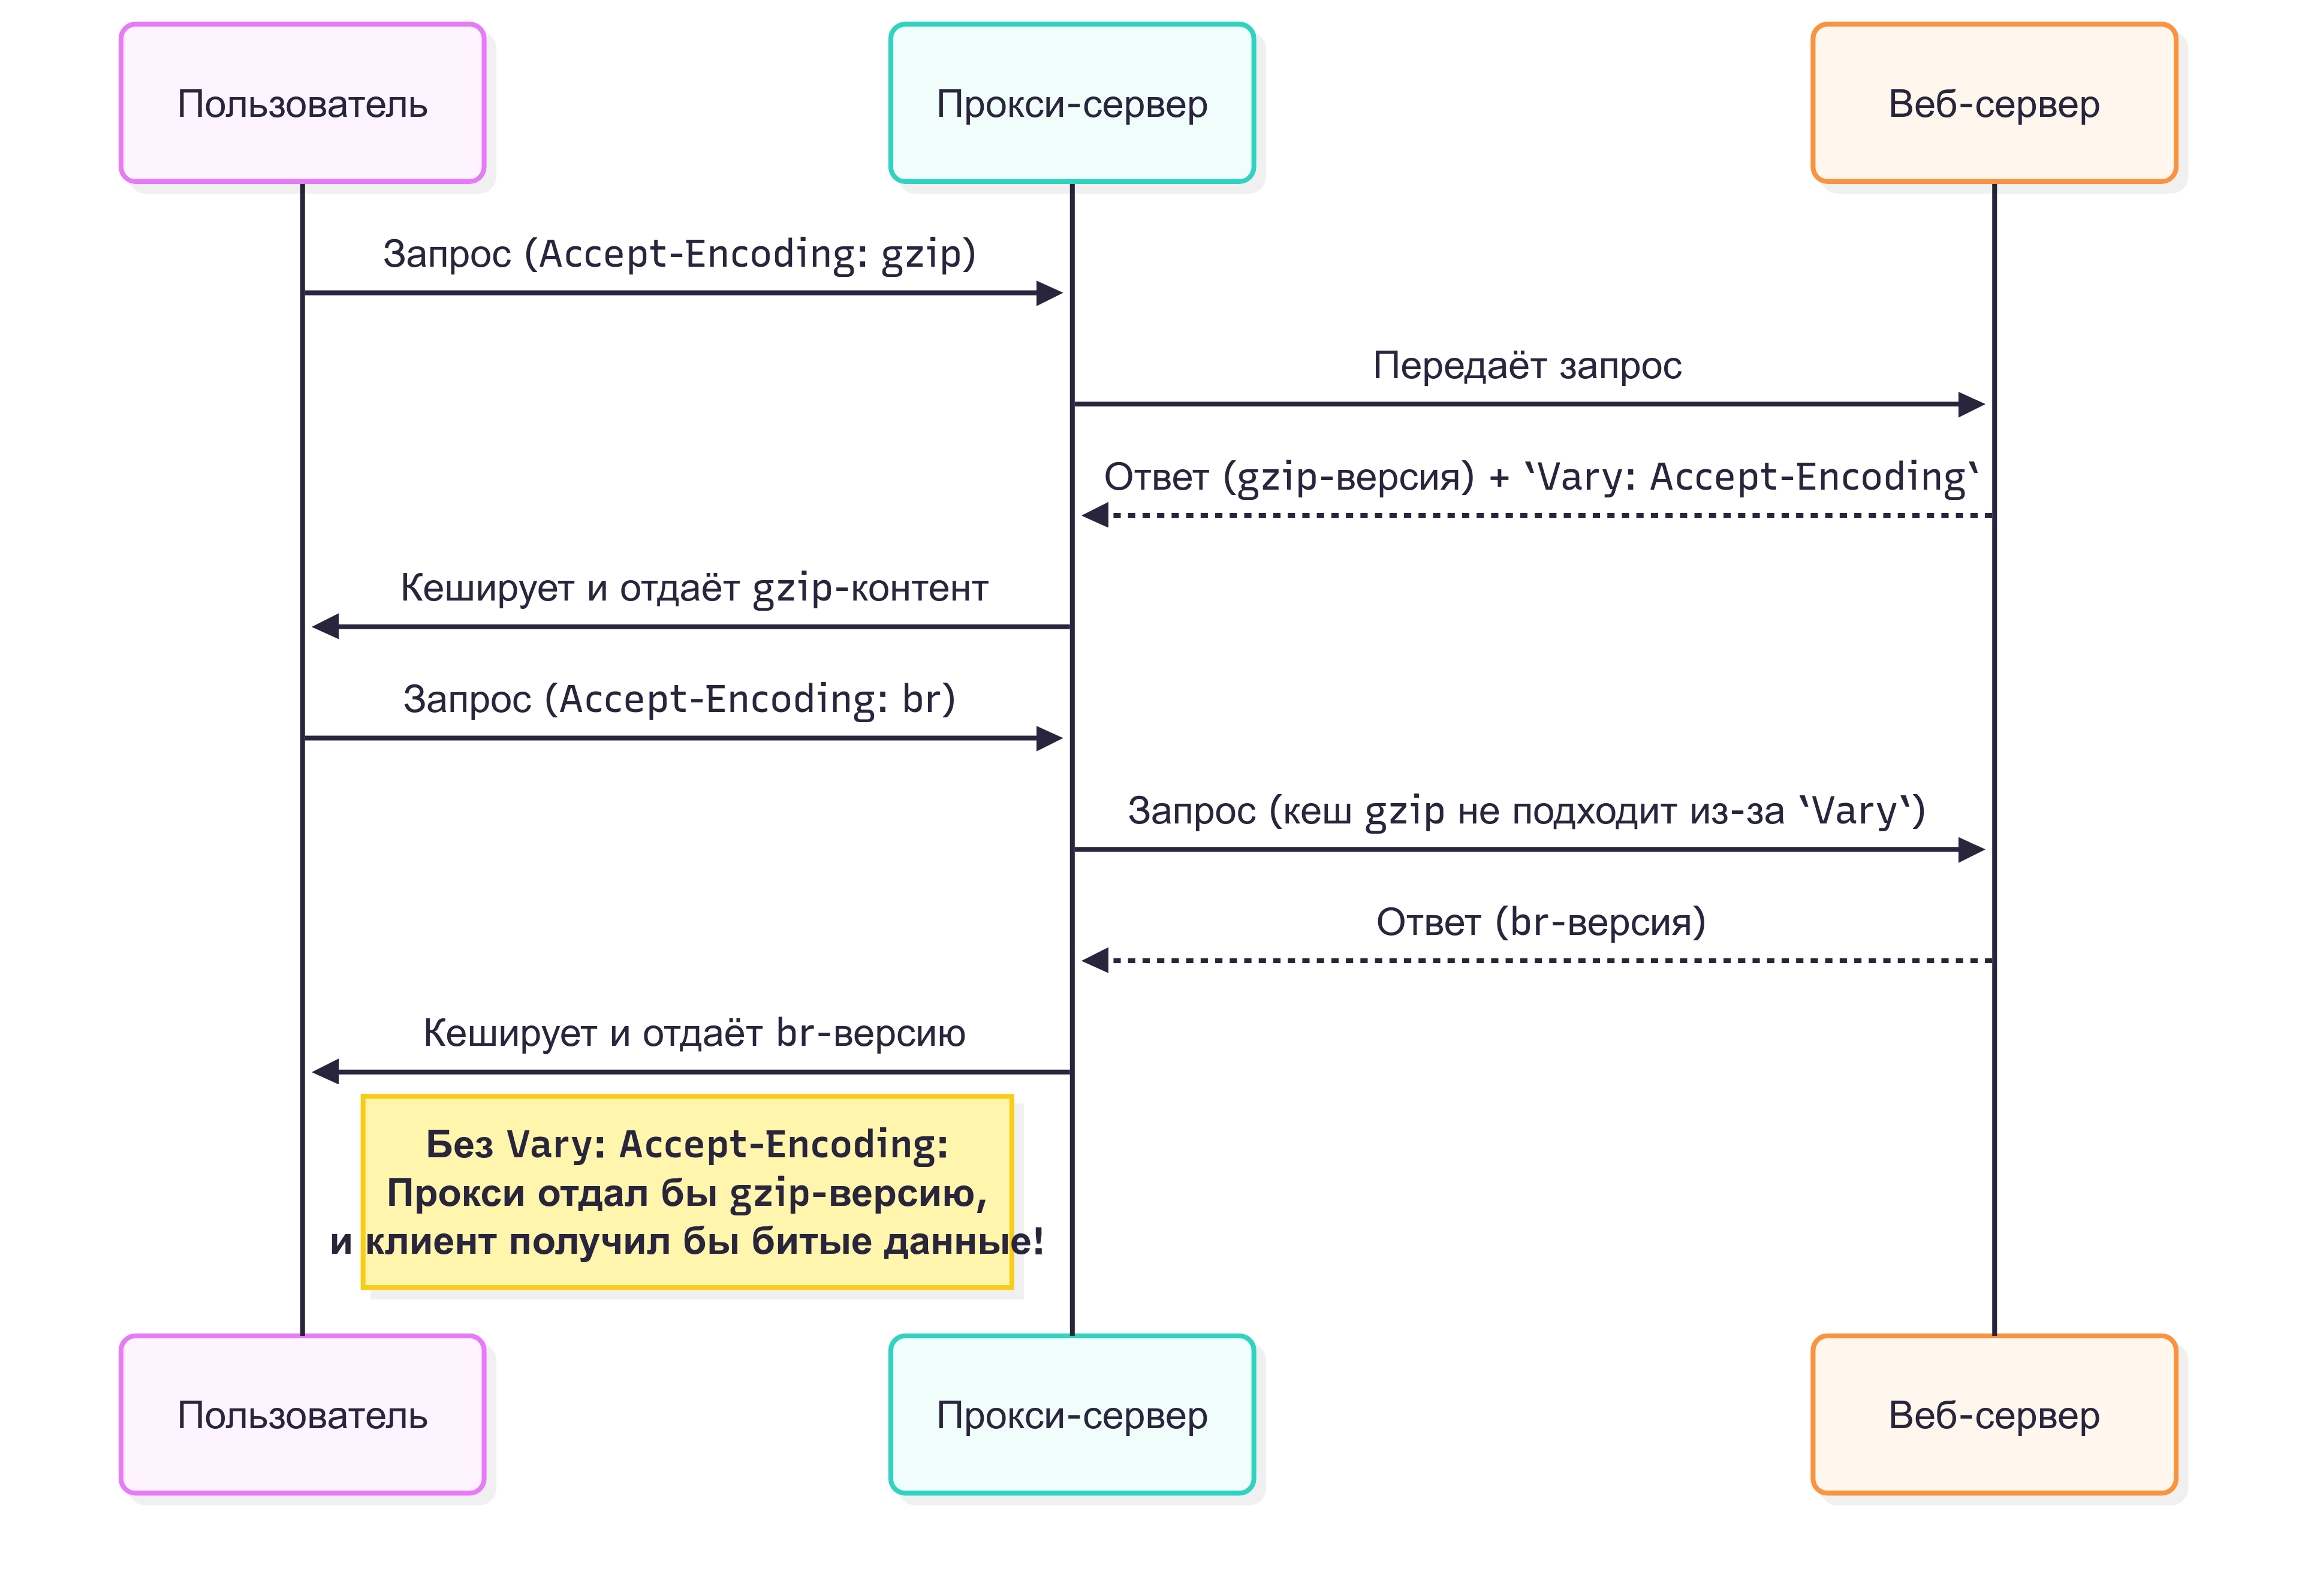 Пользователь
Прокси-сервер
Веб-сервер
Запрос (Accept-Encoding: gzip)
Передаёт запрос
Ответ (gzip-версия) + `Vary: Accept-Encoding`
Кеширует и отдаёт gzip-контент
Запрос (Accept-Encoding: br)
Запрос (кеш gzip не подходит из-за `Vary`)
Ответ (br-версия)
Кеширует и отдаёт br-версию
Без Vary: Accept-Encoding:
Прокси отдал бы gzip-версию,
и клиент получил бы битые данные!
Пользователь
Прокси-сервер
Веб-сервер